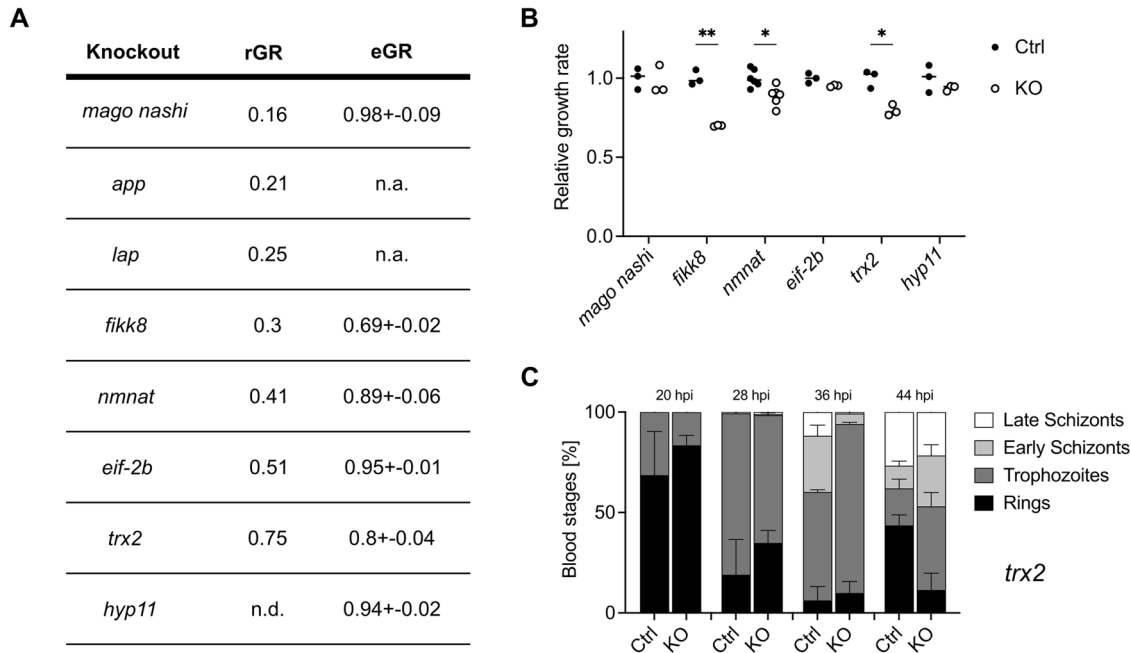 A
Knockout rGR eGR
mago nashi 0.16 0.98+-0.09
app 0.21 n.a.
lap 0.25 n.a.
fikk8 0.3 0.69+-0.02
nmnat 0.41 0.89+-0.06
eif-2b 0.51 0.95+-0.01
trx2 0.75 0.8+-0.04
hyp11 n.d. 0.94+-0.02
B
** * *
Ctrl
KO
Relative growth rate
1.0
0.5
0.0
mago nashi fikk8 nmnat eif-2b trx2 hyp11
C
20 hpi 28 hpi 36 hpi 44 hpi
Blood stages [%]
100
50
0
Ctrl KO Ctrl KO Ctrl KO Ctrl KO
Late Schizonts
Early Schizonts
Trophozoites
Rings
trx2